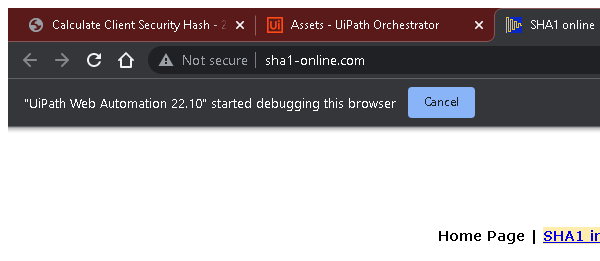 Calculate Client Security Hash - 2
Ui Assets - UiPath Orchestrator
SHA1 online
Not secure | sha1-online.com
"UiPath Web Automation 22.10" started debugging this browser Cancel
Home Page | SHA1 in